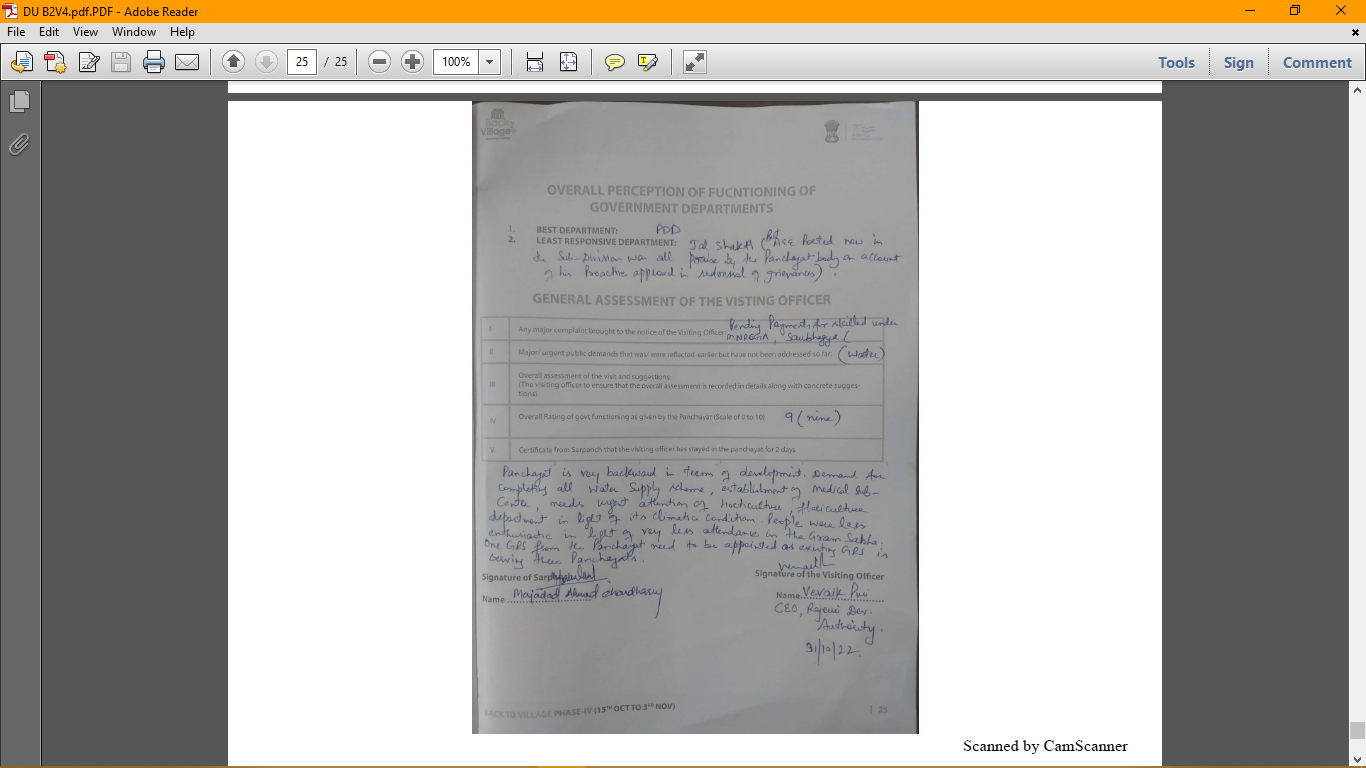 DU B2V4.pdf.PDF - Adobe Reader
File Edit View Window Help
25 / 25 100% Tools Sign Comment
Back
Village
OVERALL PERCEPTION OF FUCNTIONING OF
GOVERNMENT DEPARTMENTS
1. BEST DEPARTMENT: PDD
2. LEAST RESPONSIVE DEPARTMENT: Jal Shakti (But AEE Posted now in
the Sub-Division was all praise by the Panchayat body on account
of his Proactive approach in redressal of grievances).
GENERAL ASSESSMENT OF THE VISTING OFFICER
I Any major complaint brought to the notice of the Visiting Officer: Pending Payments for skilled under
MNREGA, Saubhagya (
II Major/ urgent public demands that was/ were reflected earlier but have not been addressed so far: (Water)
III Overall assessment of the visit and suggestions:
(The visiting officer to ensure that the overall assessment is recorded in details along with concrete sugges-
tions)
IV Overall Rating of govt functioning as given by the Panchayat (Scale of 0 to 10) 9 (nine)
V Certificate from Sarpanch that the visiting officer has stayed in the panchayat for 2 days
Panchayat is very backward in term of development. Demand for
completing all Water Supply scheme, establishment of Medical Sub-
Centre, needs urgent attention of Horticulture, Floriculture
department in light of its climatic condition. People were less
enthusiastic in light of very less attendance in the Gram Sabha.
One GRS from the Panchayat need to be appointed as existing GRS is
serving three Panchayats.
Signature of Sarpanch Signature of the Visiting Officer
Name Ahmed Choudhary Name Puri
CEO, Rajouri Dev.
Authority.
31/10/22.
BACK TO VILLAGE PHASE-IV (15TH OCT TO 3RD NOV) | 25
Scanned by CamScanner